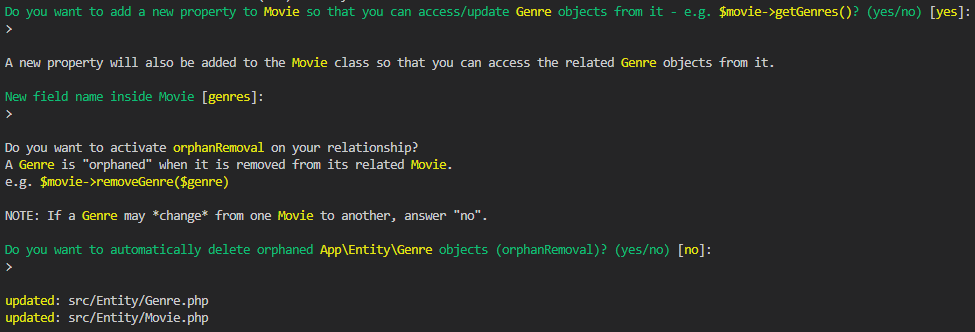 Do you want to add a new property to Movie so that you can access/update Genre objects from it - e.g. $movie->getGenres()? (yes/no) [yes]:
>
A new property will also be added to the Movie class so that you can access the related Genre objects from it.
New field name inside Movie [genres]:
>
Do you want to activate orphanRemoval on your relationship?
A Genre is "orphaned" when it is removed from its related Movie.
e.g. $movie->removeGenre($genre)
NOTE: If a Genre may *change* from one Movie to another, answer "no".
Do you want to automatically delete orphaned App\Entity\Genre objects (orphanRemoval)? (yes/no) [no]:
>
updated: src/Entity/Genre.php
updated: src/Entity/Movie.php